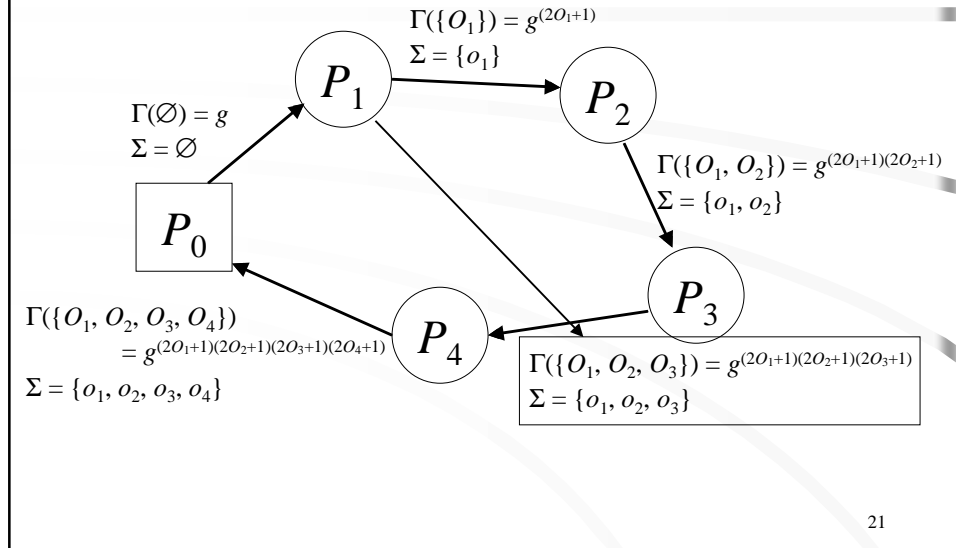 Γ({O₁}) = g^(2O₁+1)
Σ = {o₁}
P₁
P₂
Γ(∅) = g
Σ = ∅
Γ({O₁, O₂}) = g^(2O₁+1)(2O₂+1)
Σ = {o₁, o₂}
P₀
P₃
Γ({O₁, O₂, O₃, O₄})
= g^(2O₁+1)(2O₂+1)(2O₃+1)(2O₄+1)
Σ = {o₁, o₂, o₃, o₄}
P₄
Γ({O₁, O₂, O₃}) = g^(2O₁+1)(2O₂+1)(2O₃+1)
Σ = {o₁, o₂, o₃}
21